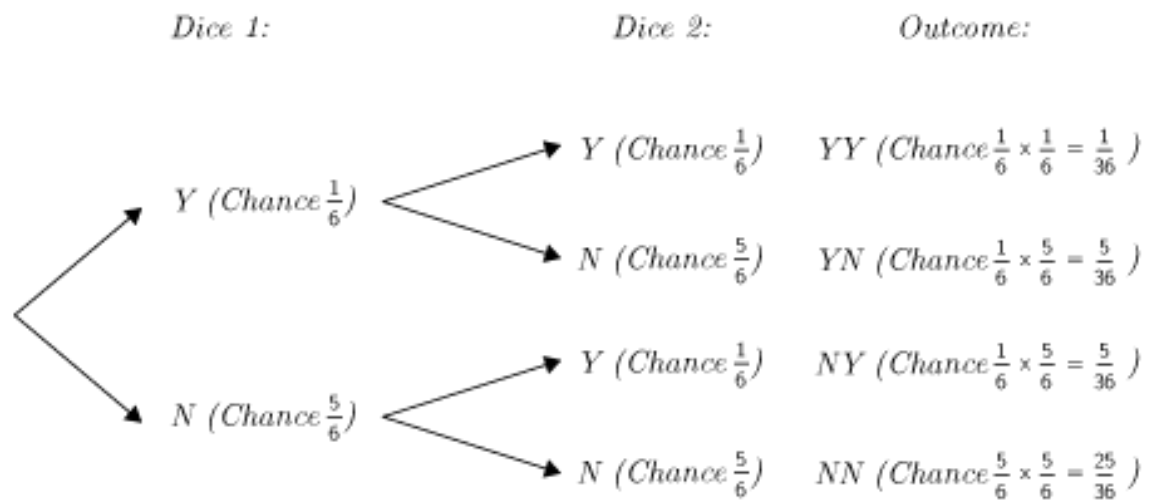 Dice 1: Dice 2: Outcome:
Y (Chance 1/6) YY (Chance 1/6 × 1/6 = 1/36 )
Y (Chance 1/6)
N (Chance 5/6) YN (Chance 1/6 × 5/6 = 5/36 )
Y (Chance 1/6) NY (Chance 1/6 × 5/6 = 5/36 )
N (Chance 5/6)
N (Chance 5/6) NN (Chance 5/6 × 5/6 = 25/36 )